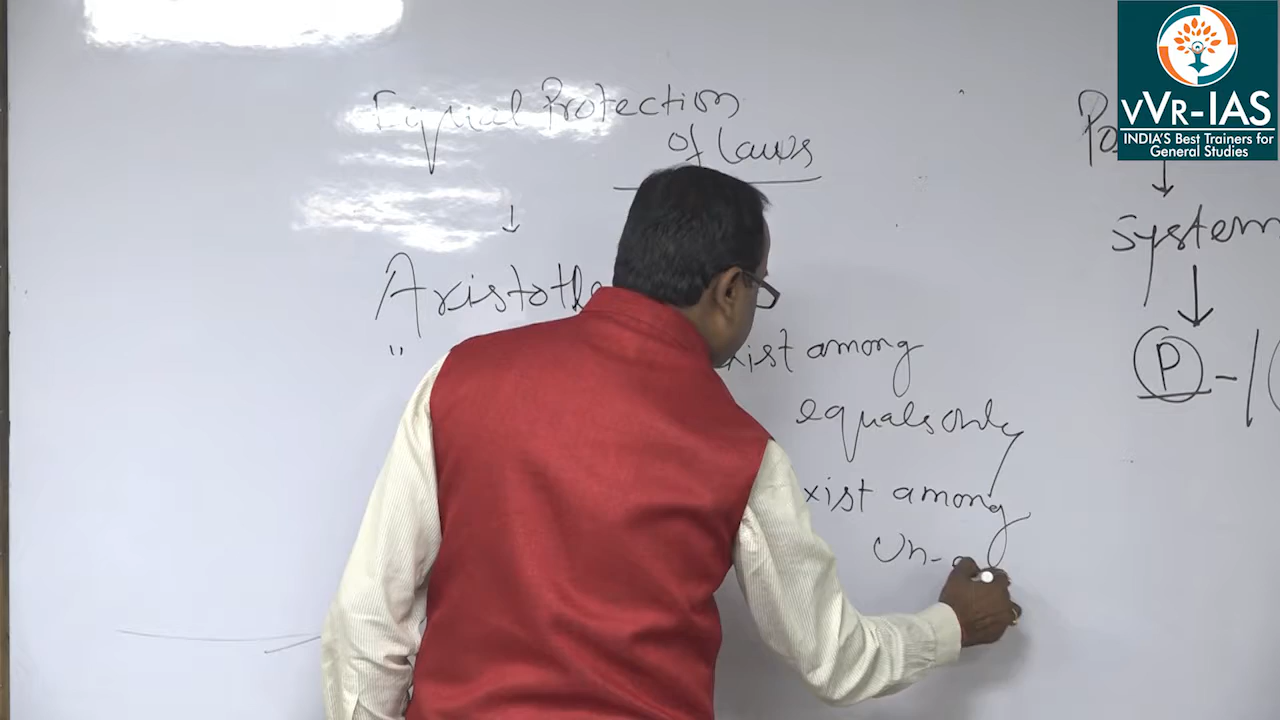 Equal Protection
of Laws
↓
Aristotle
"
xist among
equals only
xist among
Un-
Po
↓
System
↓
P - /
vVr-IAS
INDIA'S Best Trainers for
General Studies